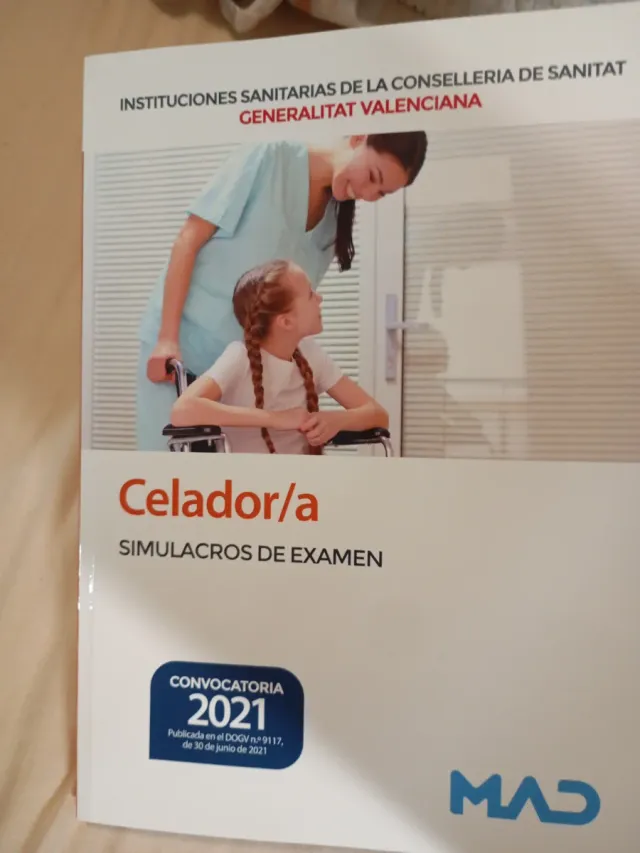 INSTITUCIONES SANITARIAS DE LA CONSELLERIA DE SANITAT
GENERALITAT VALENCIANA
Celador/a
SIMULACROS DE EXAMEN
CONVOCATORIA
2021
Publicada en el DOGV n.º 9117,
de 30 de junio de 2021
MAD